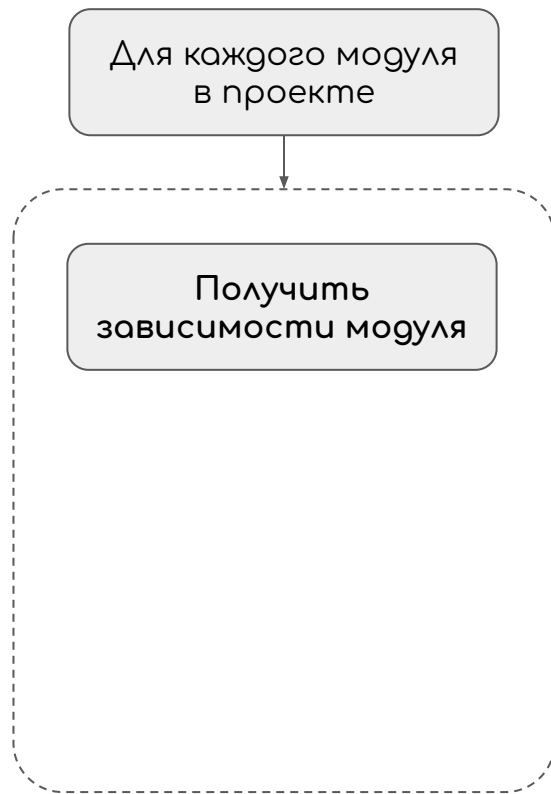 Для каждого модуля
в проекте
Получить
зависимости модуля